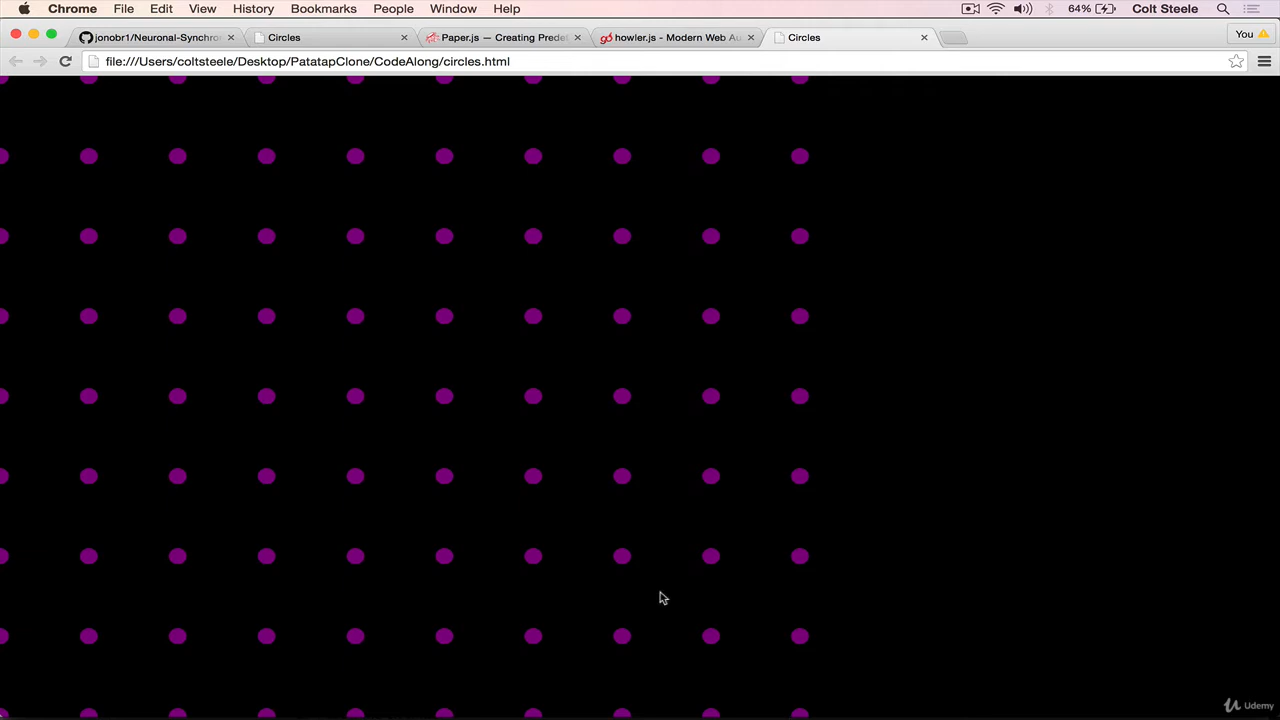 Chrome File Edit View History Bookmarks People Window Help 64% Colt Steele
jonobr1/Neuronal-Synchro Circles Paper.js — Creating Predef howler.js - Modern Web Au Circles You
file:///Users/coltsteele/Desktop/PatatapClone/CodeAlong/circles.html
Udemy